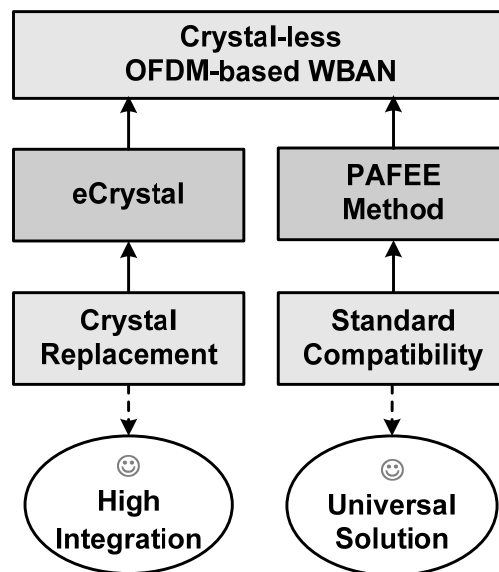 Crystal-less
OFDM-based WBAN
eCrystal
PAFEE
Method
Crystal
Replacement
Standard
Compatibility
High
Integration
Universal
Solution